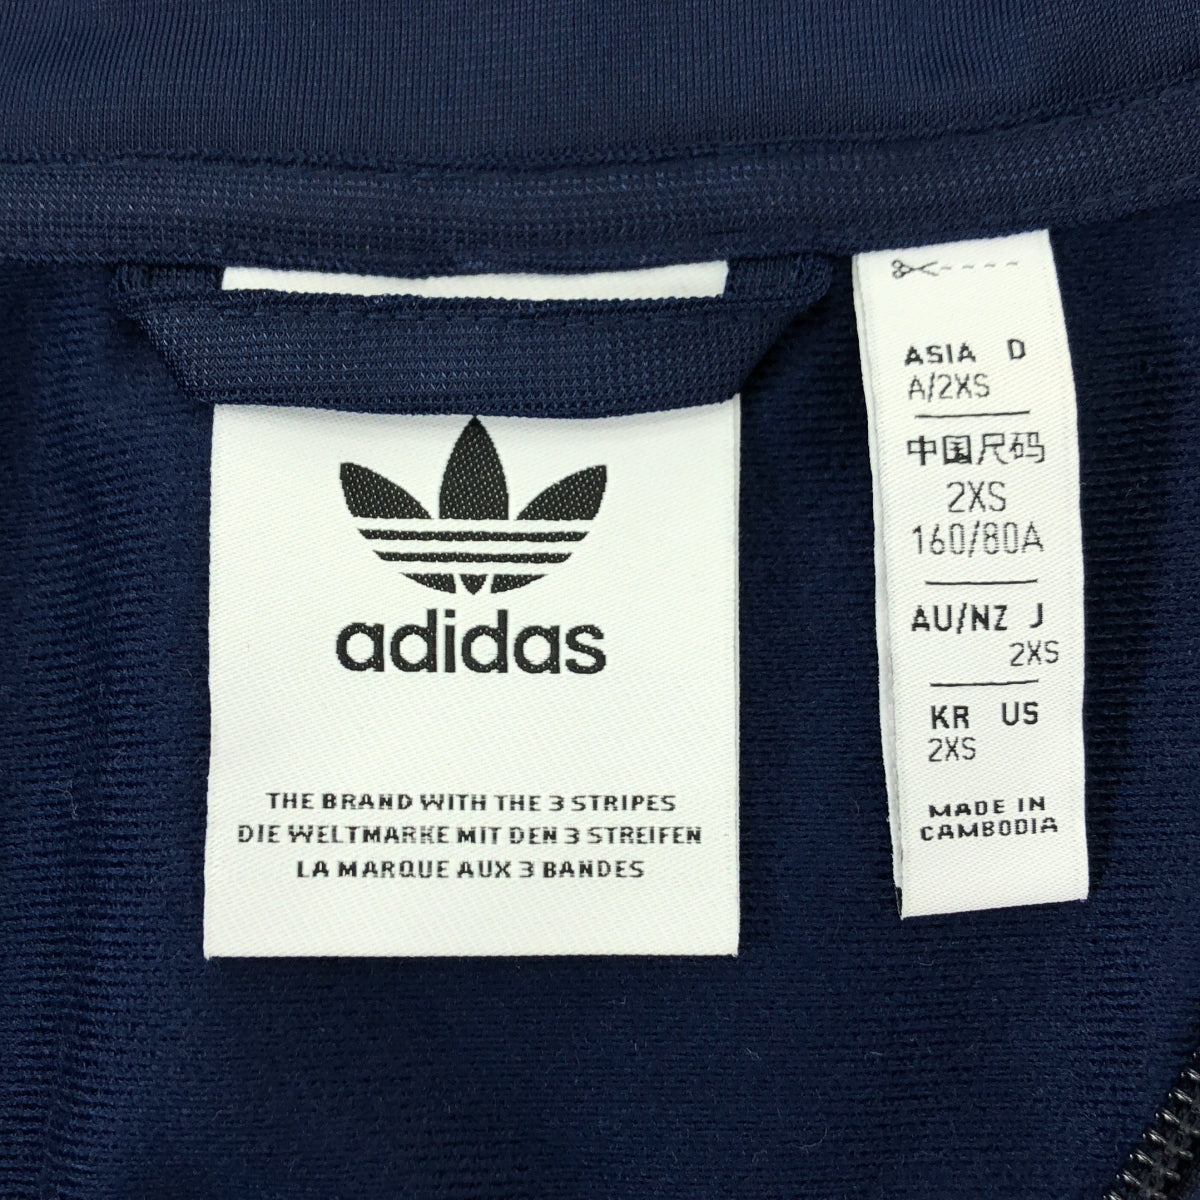 adidas
THE BRAND WITH THE 3 STRIPES
DIE WELTMARKE MIT DEN 3 STREIFEN
LA MARQUE AUX 3 BANDES
ASIA D
A/2XS
中国尺码
2XS
160/80A
AU/NZ J
2XS
KR US
2XS
MADE IN
CAMBODIA